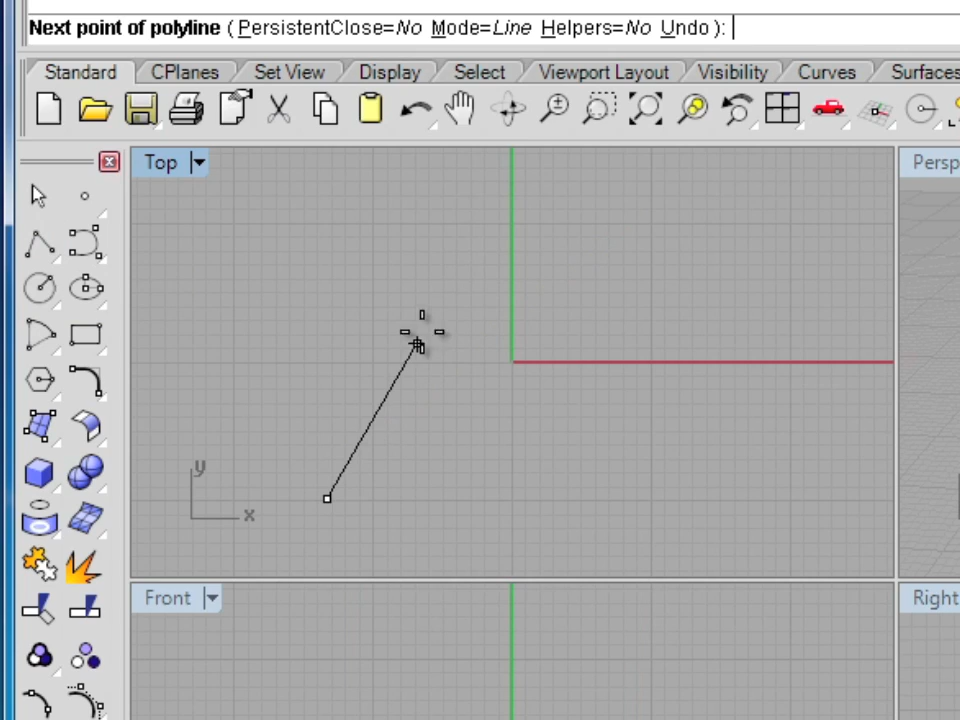 Next point of polyline ( PersistentClose=No Mode=Line Helpers=No Undo ):
Standard CPlanes Set View Display Select Viewport Layout Visibility Curves Surfaces
Top
Persp
y
x
Front
Right